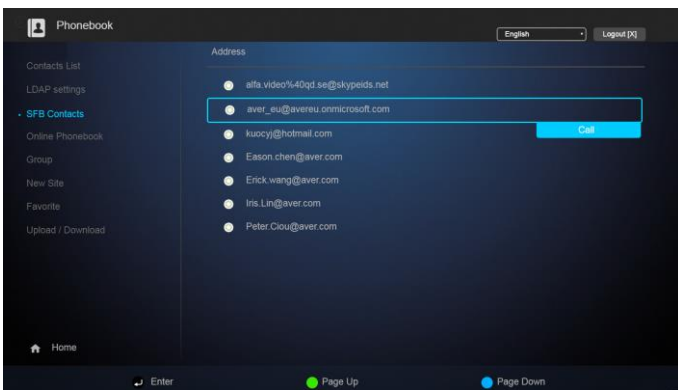 Phonebook
English
Logout [X]
Address
Contacts List
LDAP settings
SFB Contacts
Online Phonebook
Group
New Site
Favorite
Upload / Download
alfa.video%40qd.se@skypeids.net
aver_eu@avereu.onmicrosoft.com
kuocyj@hotmail.com
Call
Eason.chen@aver.com
Erick.wang@aver.com
Iris.Lin@aver.com
Peter.Ciou@aver.com
Home
Enter
Page Up
Page Down